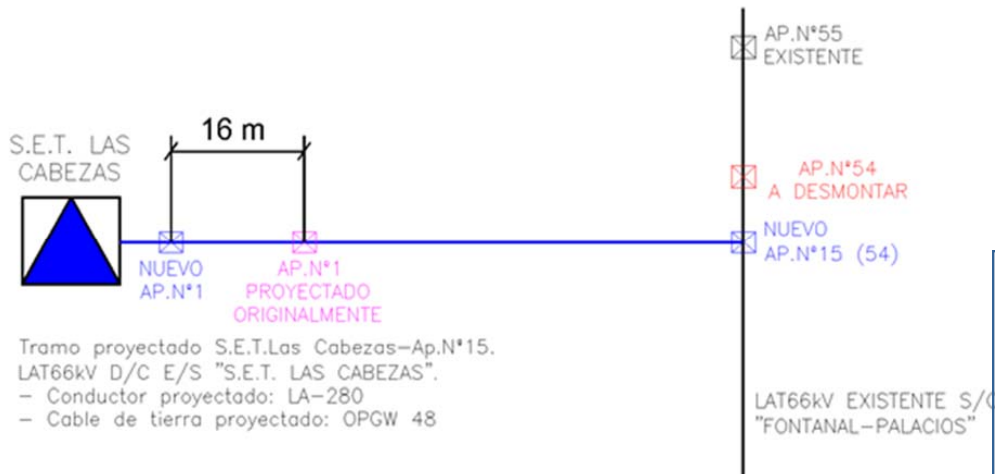 AP.Nº55
EXISTENTE
16 m
S.E.T. LAS
CABEZAS
AP.Nº54
A DESMONTAR
NUEVO
AP.Nº15 (54)
NUEVO
AP.Nº1
AP.Nº1
PROYECTADO
ORIGINALMENTE
Tramo proyectado S.E.T.Las Cabezas-Ap.Nº15.
LAT66kV D/C E/S "S.E.T. LAS CABEZAS".
- Conductor proyectado: LA-280
- Cable de tierra proyectado: OPGW 48
LAT66kV EXISTENTE
"FONTANAL-PALACIOS"